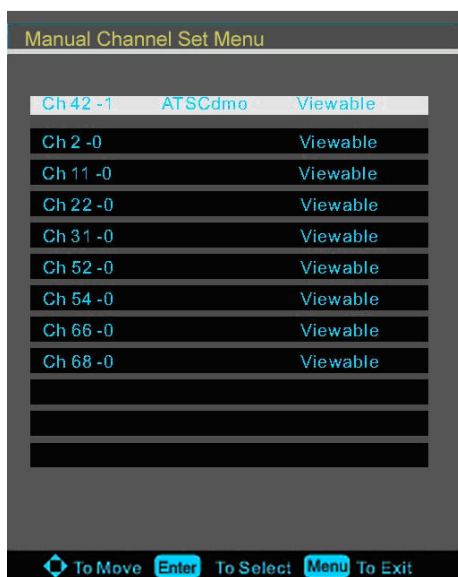 Manual Channel Set Menu
Ch 42 -1 ATSCdmo Viewable
Ch 2 -0 Viewable
Ch 11 -0 Viewable
Ch 22 -0 Viewable
Ch 31 -0 Viewable
Ch 52 -0 Viewable
Ch 54 -0 Viewable
Ch 66 -0 Viewable
Ch 68 -0 Viewable
To Move Enter To Select Menu To Exit